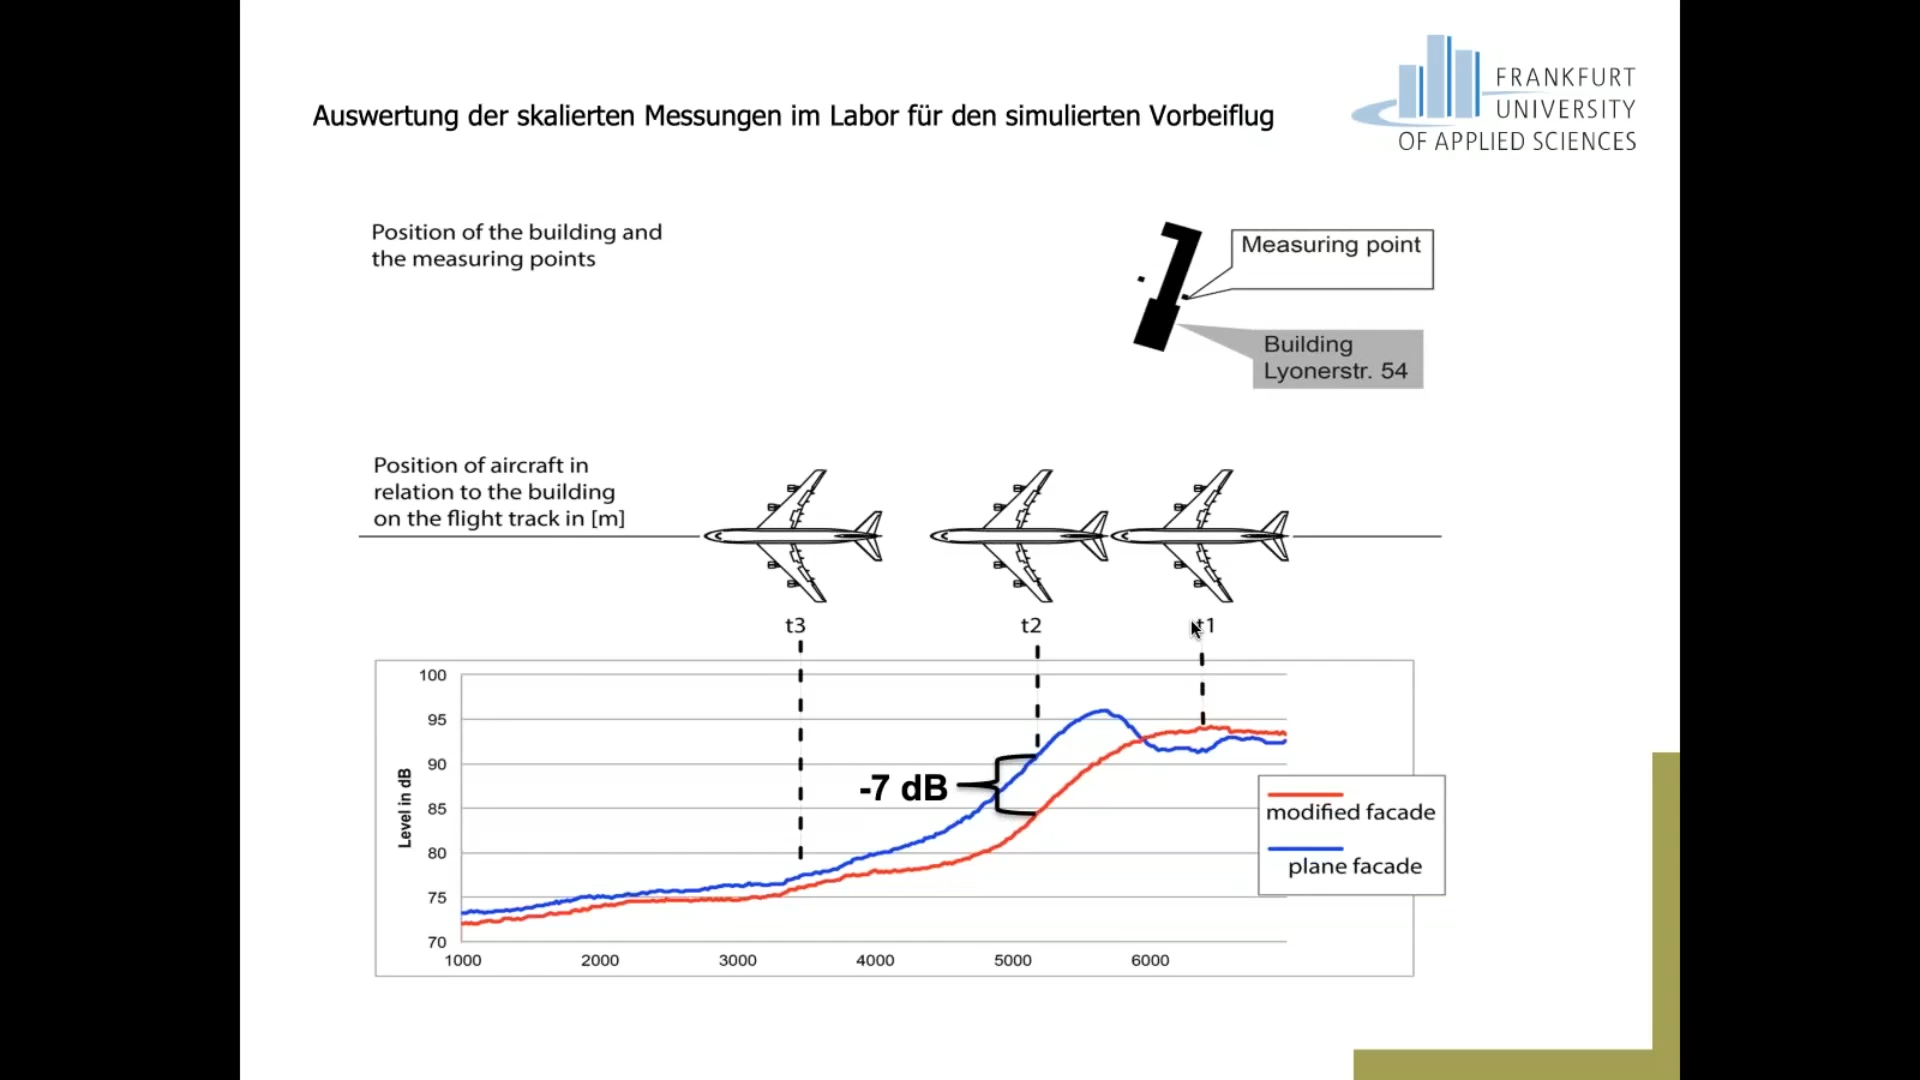 Auswertung der skalierten Messungen im Labor für den simulierten Vorbeiflug
FRANKFURT
UNIVERSITY
OF APPLIED SCIENCES
Position of the building and
the measuring points
Measuring point
Building
Lyonerstr. 54
Position of aircraft in
relation to the building
on the flight track in [m]
t3
t2
t1
100
95
90
85
80
75
70
Level in dB
-7 dB
modified facade
plane facade
1000
2000
3000
4000
5000
6000